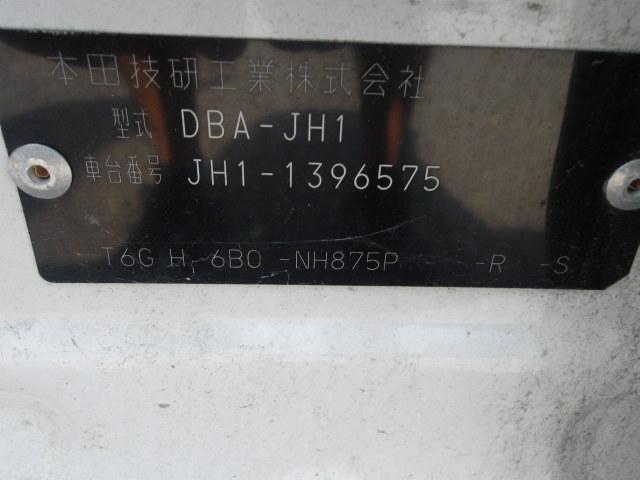 本田技研工業株式会社
型式 DBA-JH1
車台番号 JH1-1396575
T6G H- 6B0 -NH875P -R -S